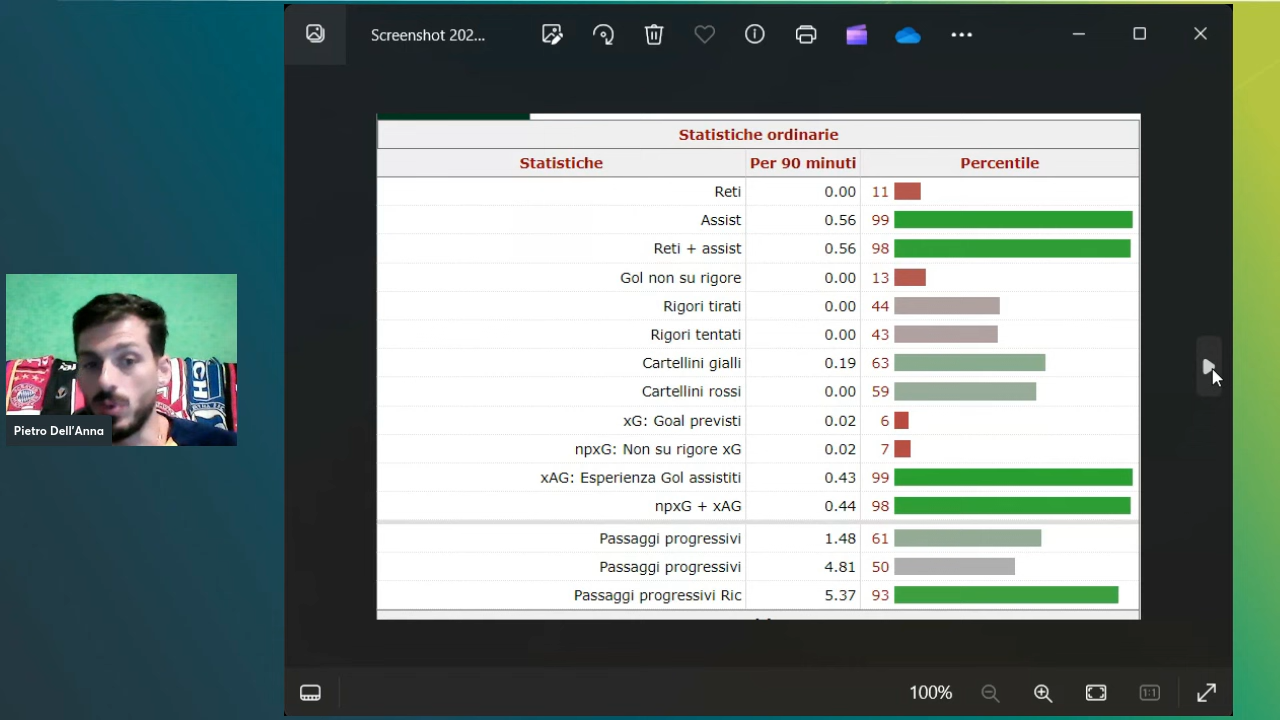 Screenshot 202...
Statistiche ordinarie
Statistiche Per 90 minuti Percentile
Reti 0.00 11
Assist 0.56 99
Reti + assist 0.56 98
Gol non su rigore 0.00 13
Rigori tirati 0.00 44
Rigori tentati 0.00 43
Cartellini gialli 0.19 63
Cartellini rossi 0.00 59
xG: Goal previsti 0.02 6
npxG: Non su rigore xG 0.02 7
xAG: Esperienza Gol assistiti 0.43 99
npxG + xAG 0.44 98
Passaggi progressivi 1.48 61
Passaggi progressivi 4.81 50
Passaggi progressivi Ric 5.37 93
Pietro Dell'Anna
100%
1:1